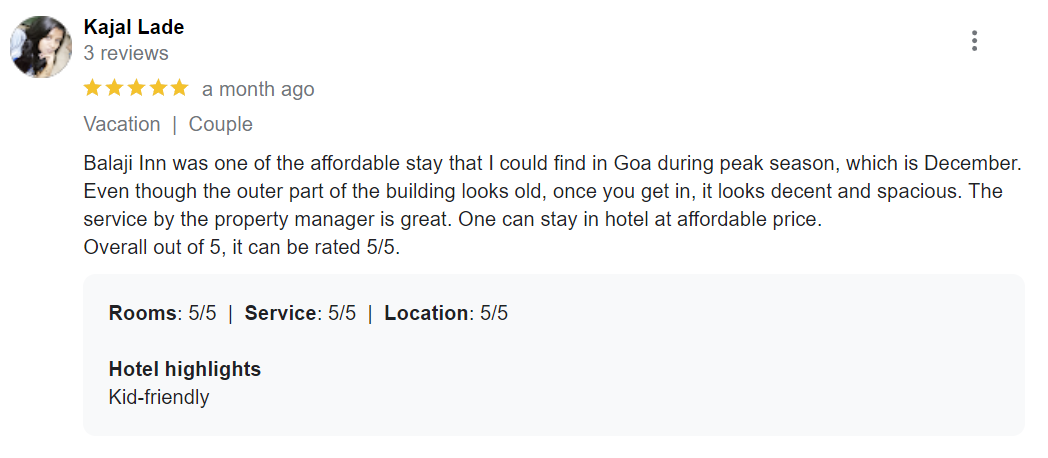 Kajal Lade
3 reviews
a month ago
Vacation | Couple
Balaji Inn was one of the affordable stay that I could find in Goa during peak season, which is December.
Even though the outer part of the building looks old, once you get in, it looks decent and spacious. The
service by the property manager is great. One can stay in hotel at affordable price.
Overall out of 5, it can be rated 5/5.
Rooms: 5/5 | Service: 5/5 | Location: 5/5
Hotel highlights
Kid-friendly